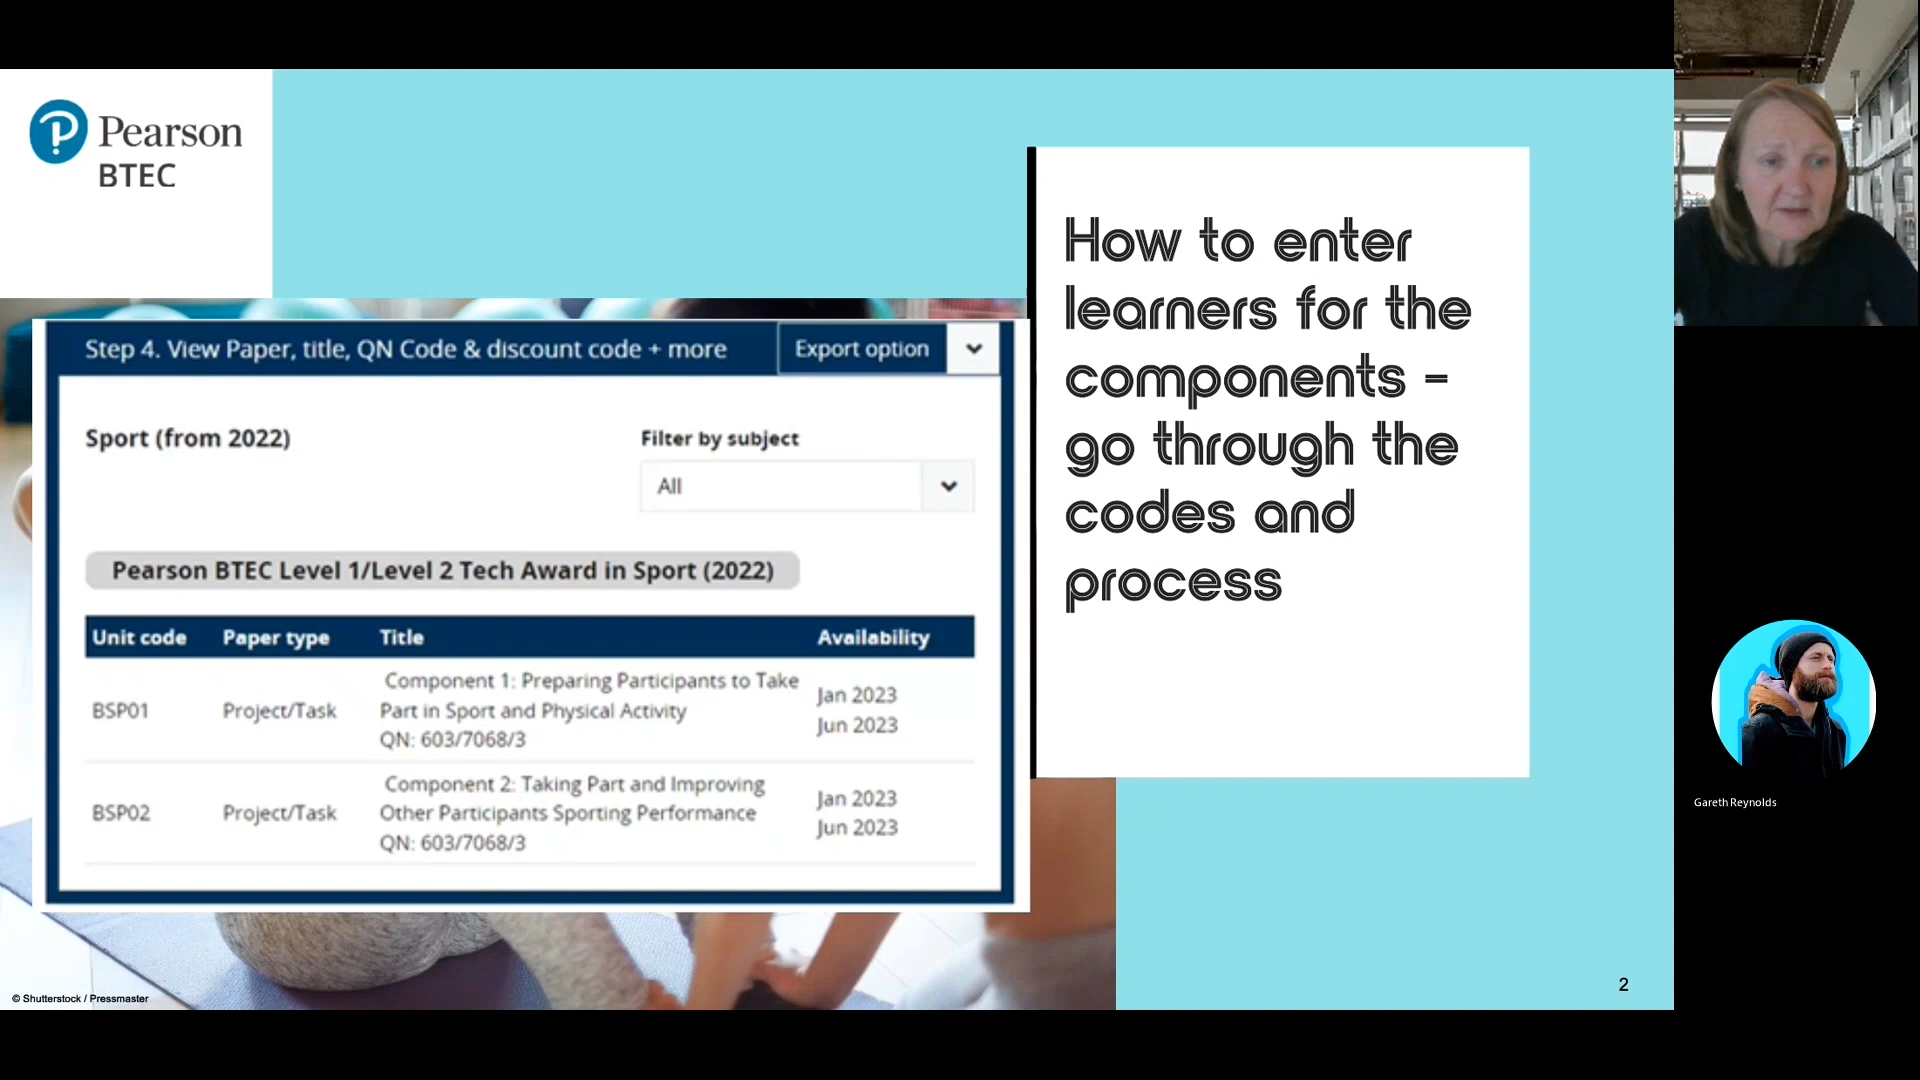 Pearson
BTEC
How to enter
learners for the
components -
go through the
codes and
process
Step 4. View Paper, title, QN Code & discount code + more
Export option
Sport (from 2022)
Filter by subject
All
Pearson BTEC Level 1/Level 2 Tech Award in Sport (2022)
Unit code Paper type Title Availability
BSP01 Project/Task Component 1: Preparing Participants to Take
Part in Sport and Physical Activity
QN: 603/7068/3
Jan 2023
Jun 2023
BSP02 Project/Task Component 2: Taking Part and Improving
Other Participants Sporting Performance
QN: 603/7068/3
Jan 2023
Jun 2023
© Shutterstock / Pressmaster
2
Gareth Reynolds